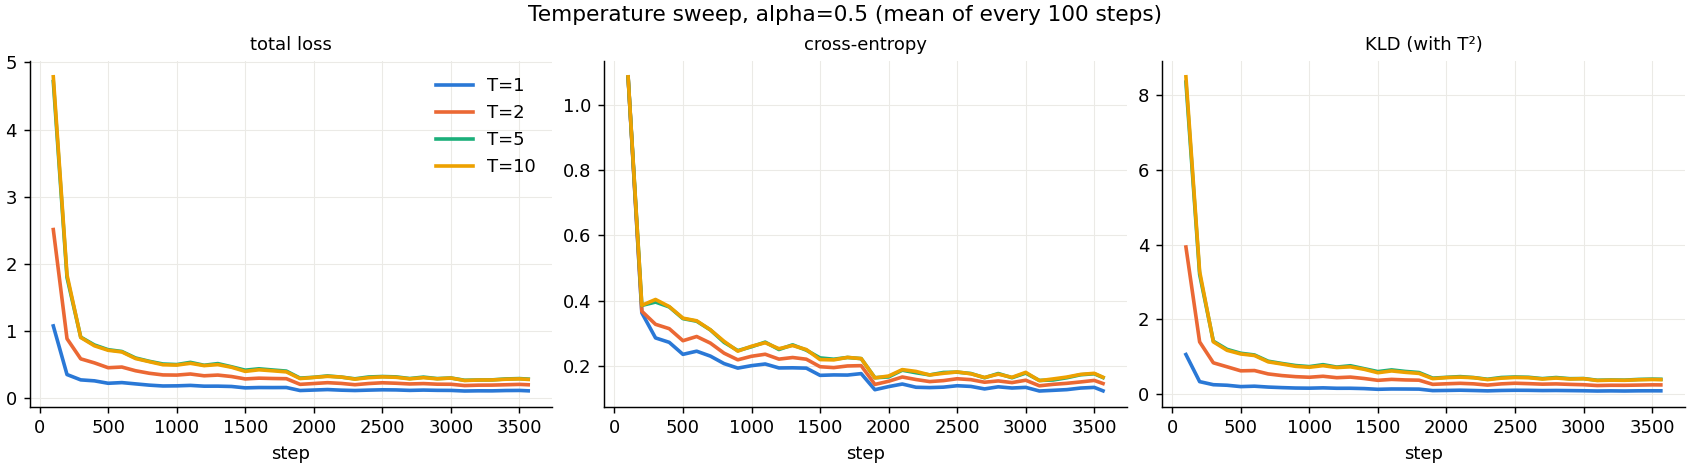 Temperature sweep, alpha=0.5 (mean of every 100 steps)
total loss
5
4
3
2
1
0
T=1
T=2
T=5
T=10
0 500 1000 1500 2000 2500 3000 3500
step
cross-entropy
1.0
0.8
0.6
0.4
0.2
0 500 1000 1500 2000 2500 3000 3500
step
KLD (with T²)
8
6
4
2
0
0 500 1000 1500 2000 2500 3000 3500
step